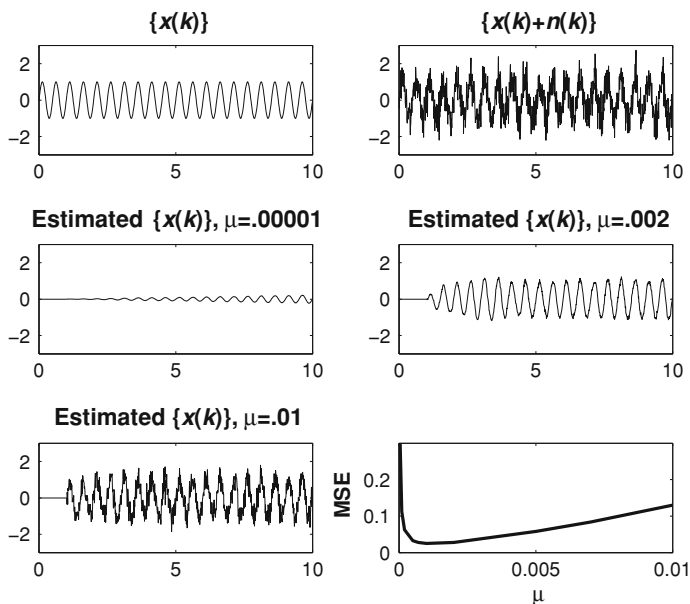 {x(k)}
{x(k)+n(k)}
2
0
−2
0 5 10
2
0
−2
0 5 10
Estimated {x(k)}, μ=.00001
Estimated {x(k)}, μ=.002
2
0
−2
0 5 10
2
0
−2
0 5 10
Estimated {x(k)}, μ=.01
2
0
−2
0 5 10
MSE
0.2
0.1
0
0 0.005 0.01
μ